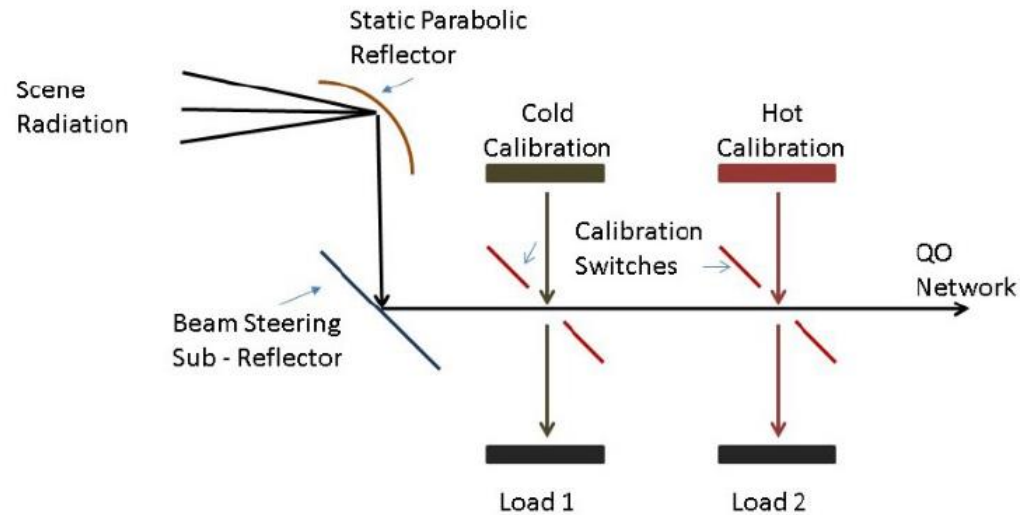 Static Parabolic
Reflector
Scene
Radiation
Cold
Calibration
Hot
Calibration
Calibration
Switches
QO
Network
Beam Steering
Sub - Reflector
Load 1
Load 2